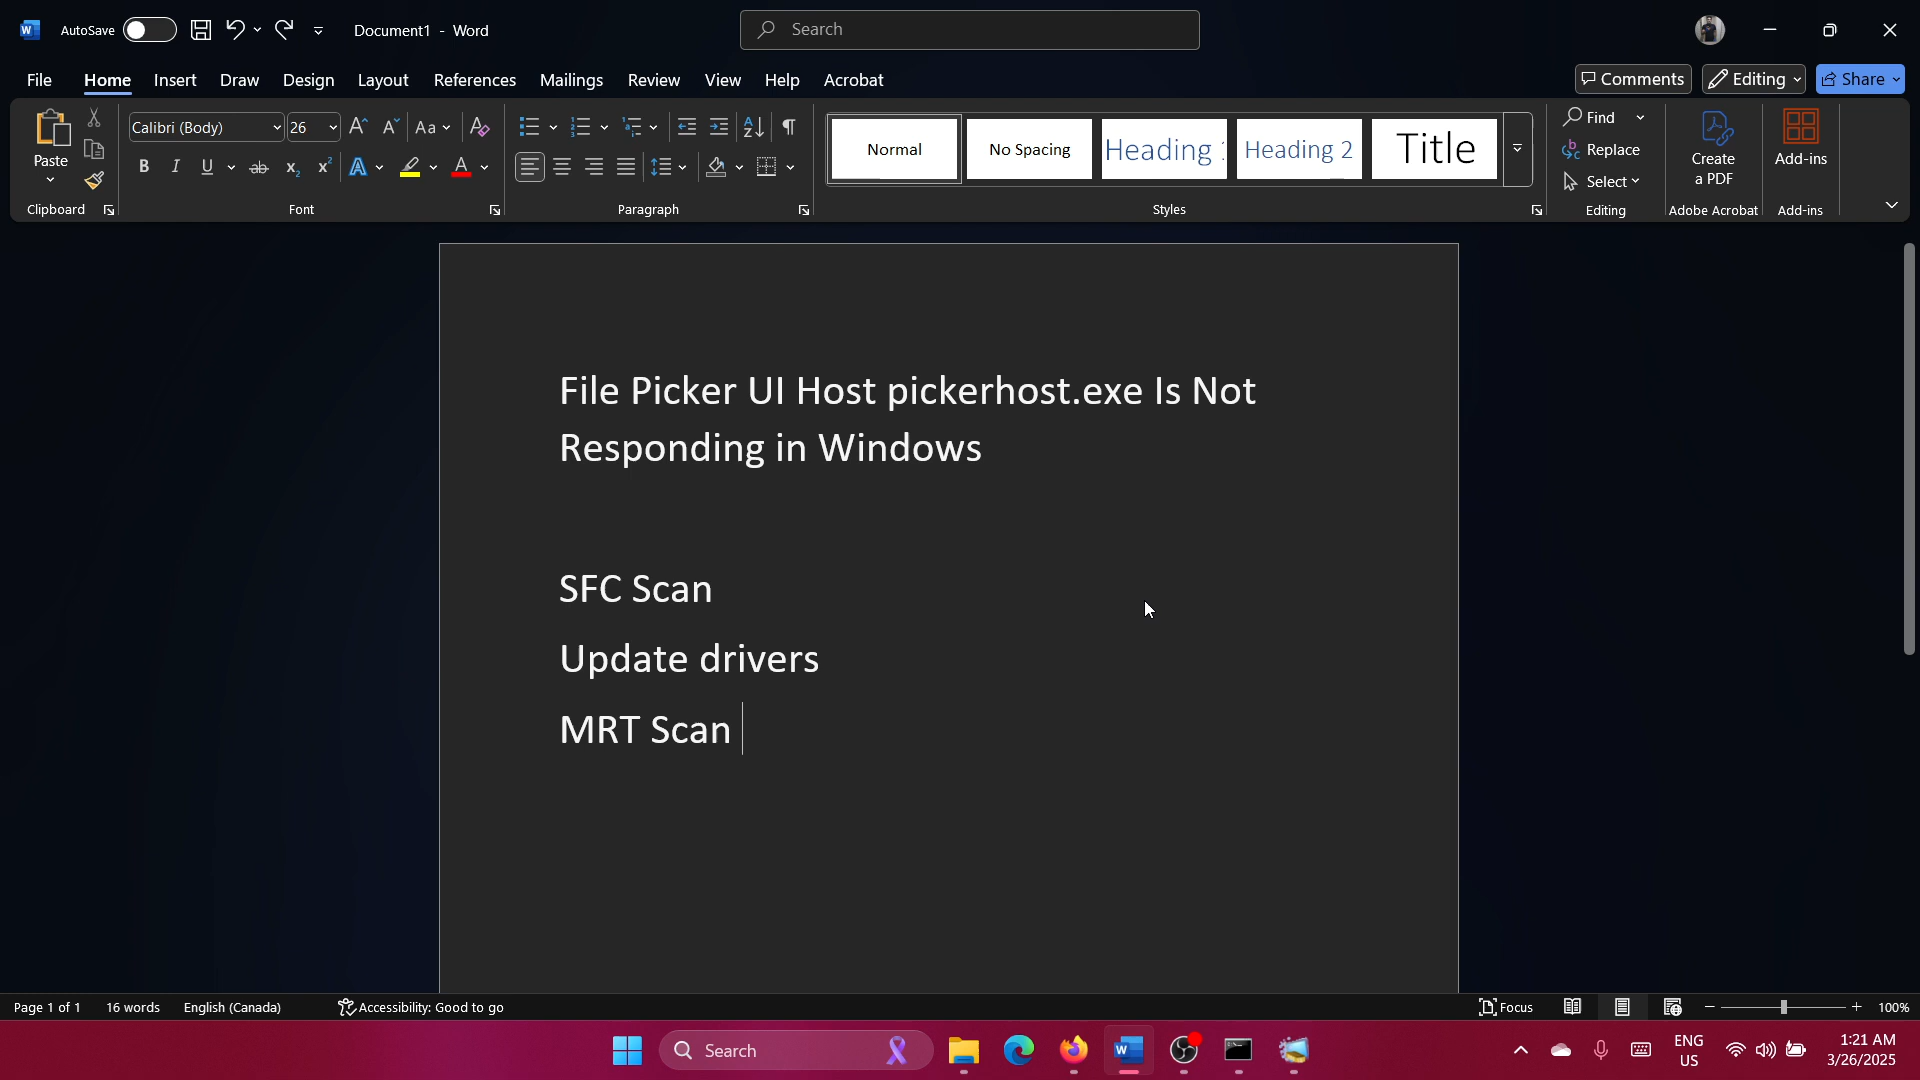 AutoSave
Document1 - Word
Search
File Home Insert Draw Design Layout References Mailings Review View Help Acrobat
Comments Editing Share
Paste
Calibri (Body) 26
Aa
B I U ab x₂ x² A A
Normal
No Spacing
Heading
Heading 2
Title
Find
Replace
Select
Create a PDF
Add-ins
Clipboard Font Paragraph Styles Editing Adobe Acrobat Add-ins
File Picker UI Host pickerhost.exe Is Not
Responding in Windows
SFC Scan
Update drivers
MRT Scan
Page 1 of 1 16 words English (Canada) Accessibility: Good to go Focus 100%
Search
ENG
US
1:21 AM
3/26/2025